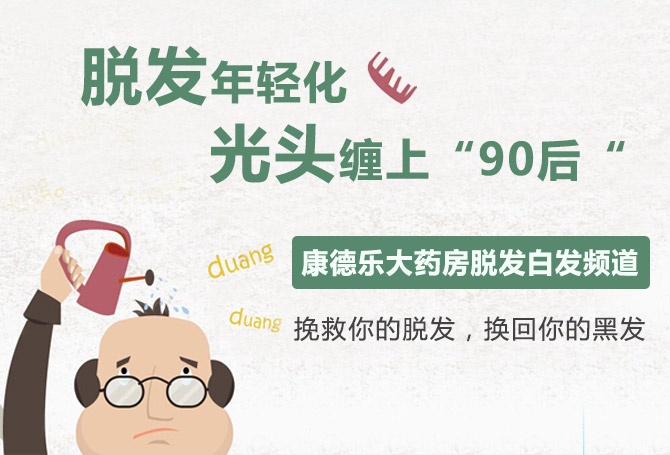 脱发年轻化
光头缠上“90后“
duang
康德乐大药房脱发白发频道
duang
挽救你的脱发，换回你的黑发